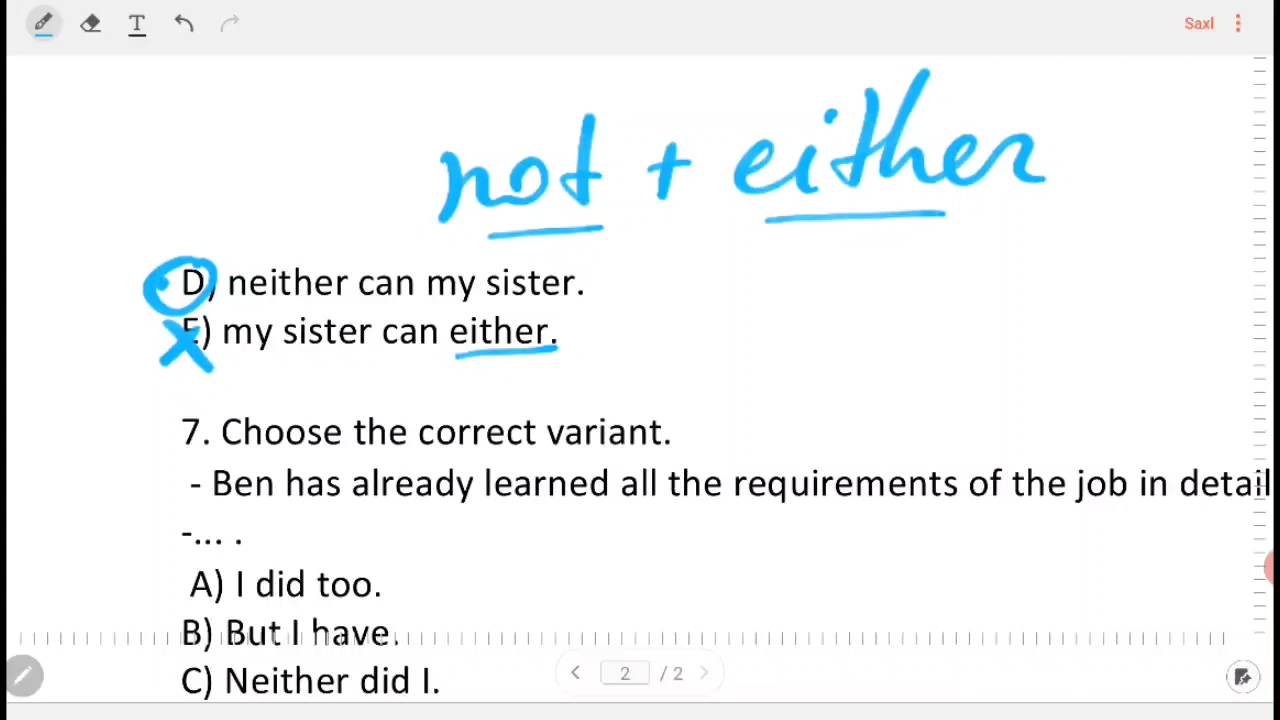 T
Saxl
not + either
D) neither can my sister.
E) my sister can either.
7. Choose the correct variant.
- Ben has already learned all the requirements of the job in detail
-... .
A) I did too.
B) But I have.
C) Neither did I.
2 / 2